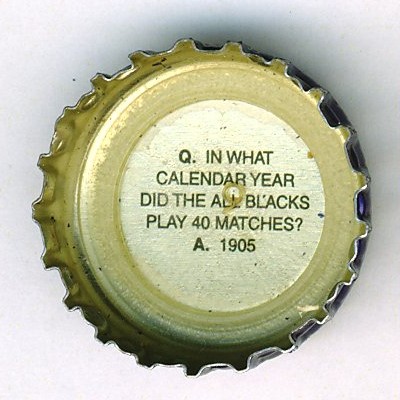 Q. IN WHAT
CALENDAR YEAR
DID THE ALL BLACKS
PLAY 40 MATCHES?
A. 1905